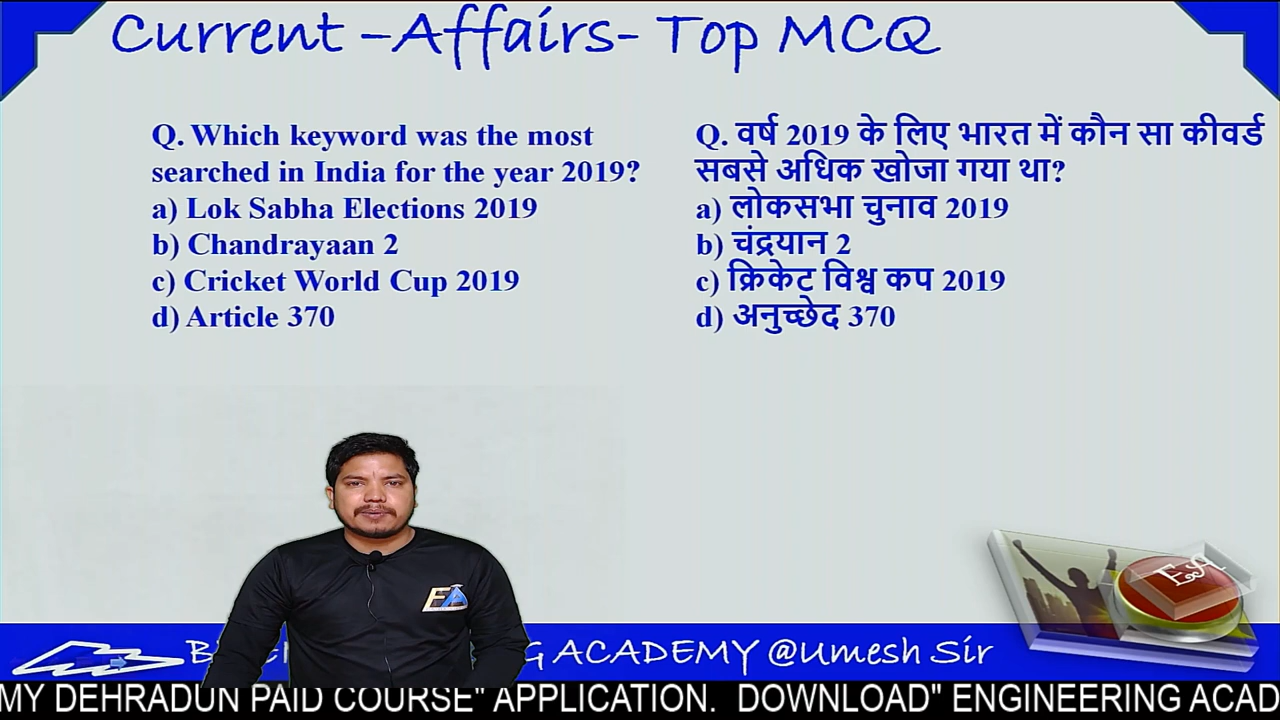 Current -Affairs- Top MCQ
Q. Which keyword was the most
searched in India for the year 2019?
a) Lok Sabha Elections 2019
b) Chandrayaan 2
c) Cricket World Cup 2019
d) Article 370
Q. वर्ष 2019 के लिए भारत में कौन सा कीवर्ड
सबसे अधिक खोजा गया था?
a) लोकसभा चुनाव 2019
b) चंद्रयान 2
c) क्रिकेट विश्व कप 2019
d) अनुच्छेद 370
EA
EA
G ACADEMY @Umesh Sir
MY DEHRADUN PAID COURSE" APPLICATION. DOWNLOAD" ENGINEERING ACAD